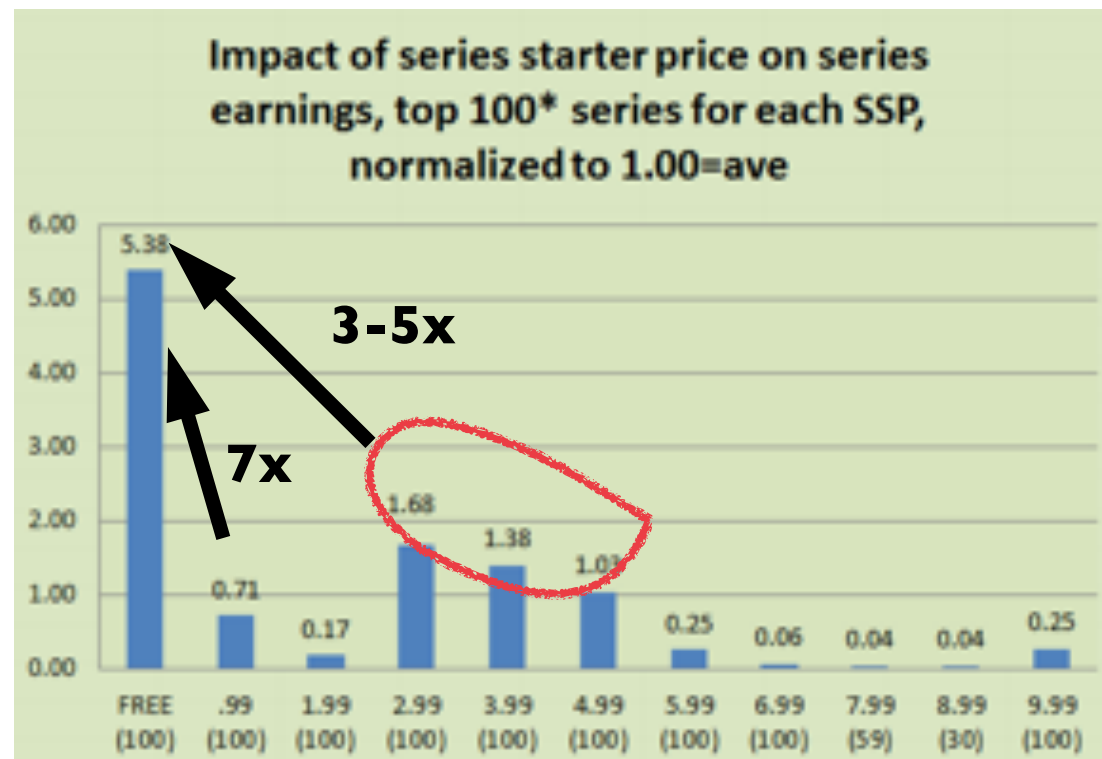 Impact of series starter price on series
earnings, top 100* series for each SSP,
normalized to 1.00=ave
6.00
5.38
5.00
3-5x
4.00
3.00
7x
1.68
2.00
1.38
1.03
1.00
0.71
0.17
0.25
0.06
0.04
0.04
0.25
0.00
FREE .99 1.99 2.99 3.99 4.99 5.99 6.99 7.99 8.99 9.99
(100) (100) (100) (100) (100) (100) (100) (100) (59) (30) (100)